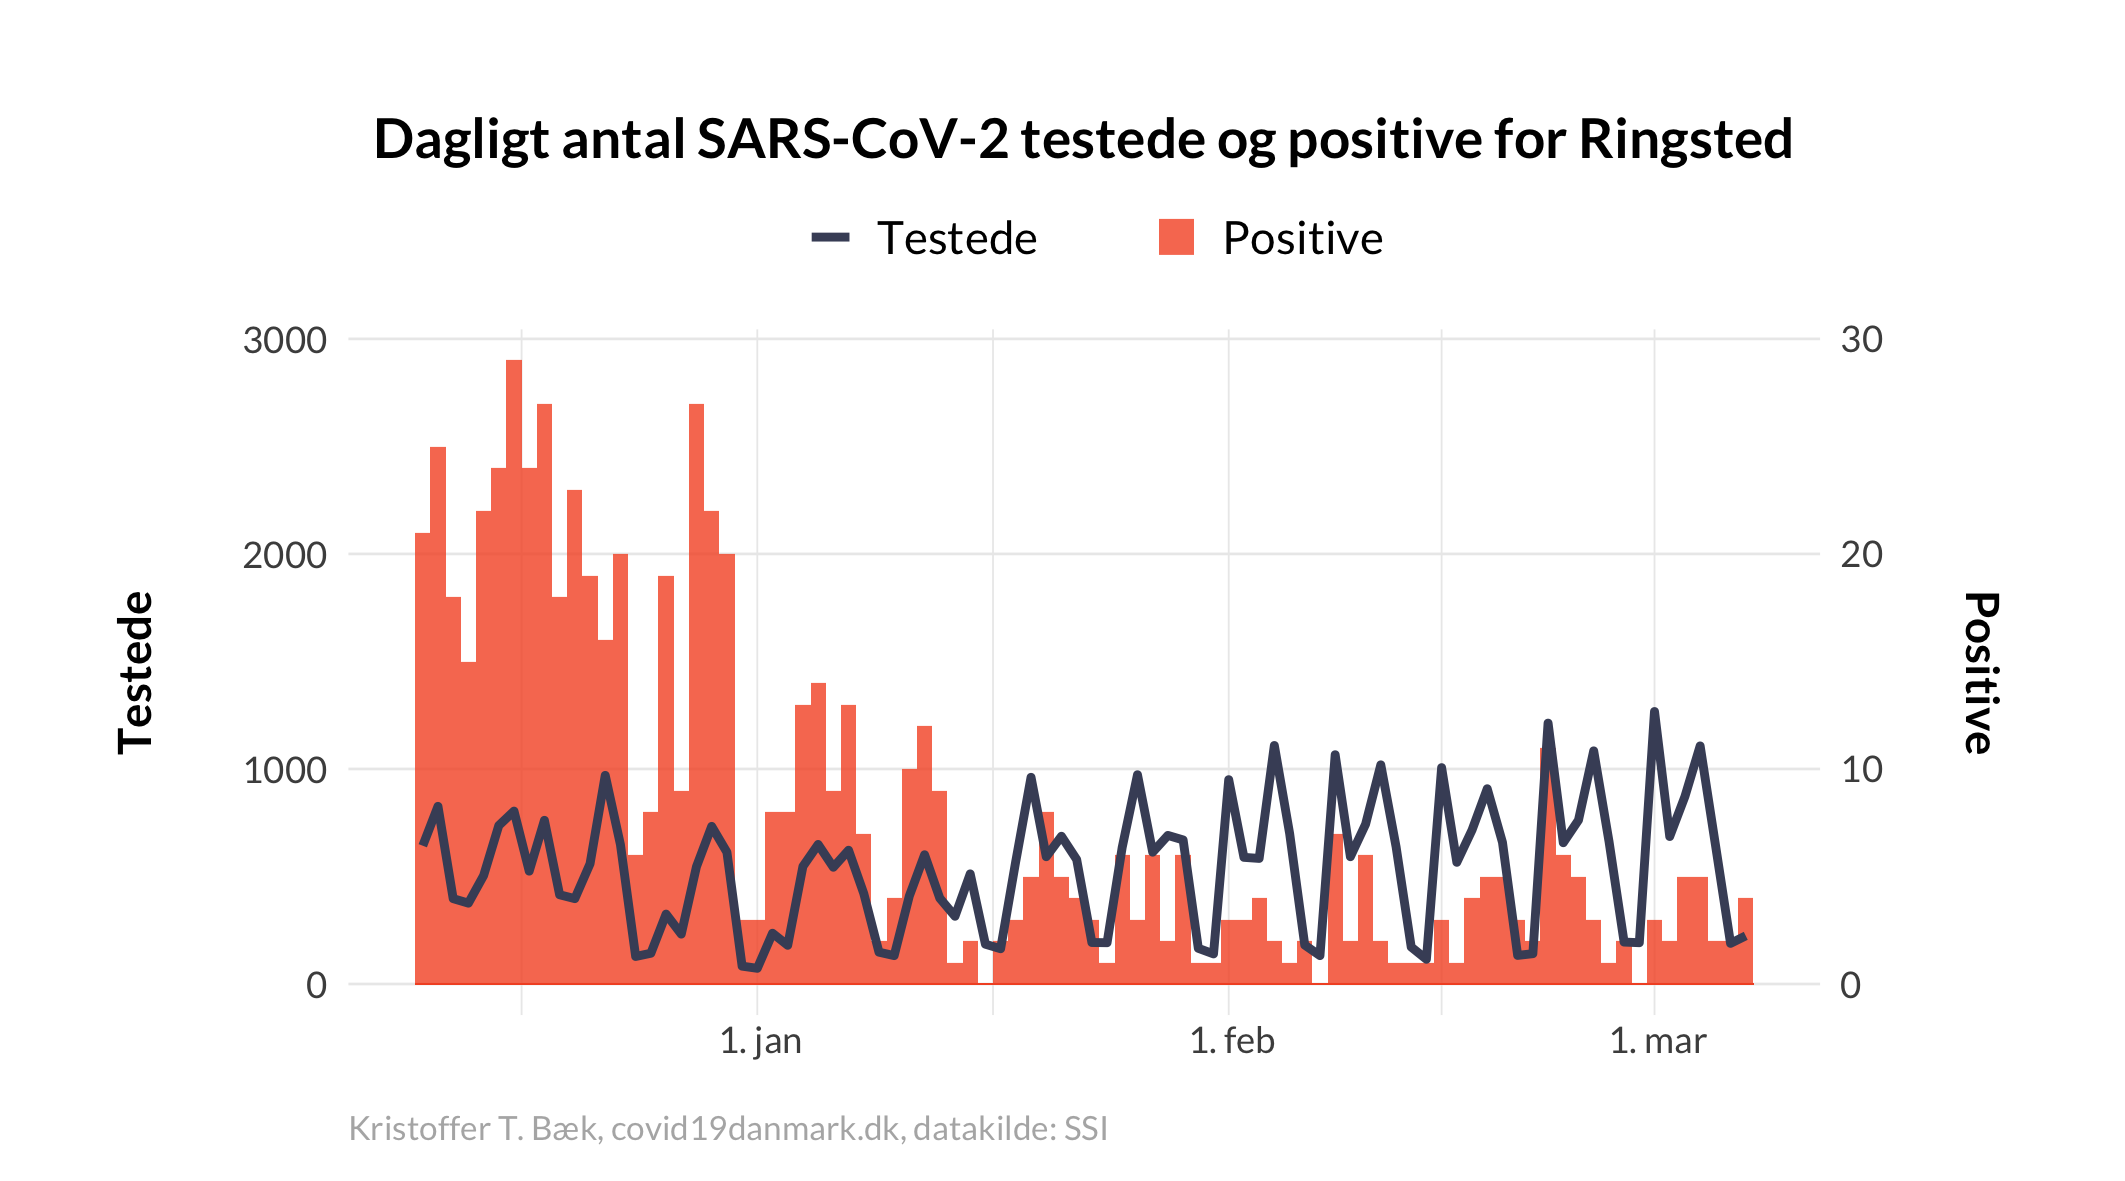 Dagligt antal SARS-CoV-2 testede og positive for Ringsted
Testede
Positive
3000
2000
1000
0
30
20
10
0
Testede
Positive
1. jan
1. feb
1. mar
Kristoffer T. Bæk, covid19danmark.dk, datakilde: SSI